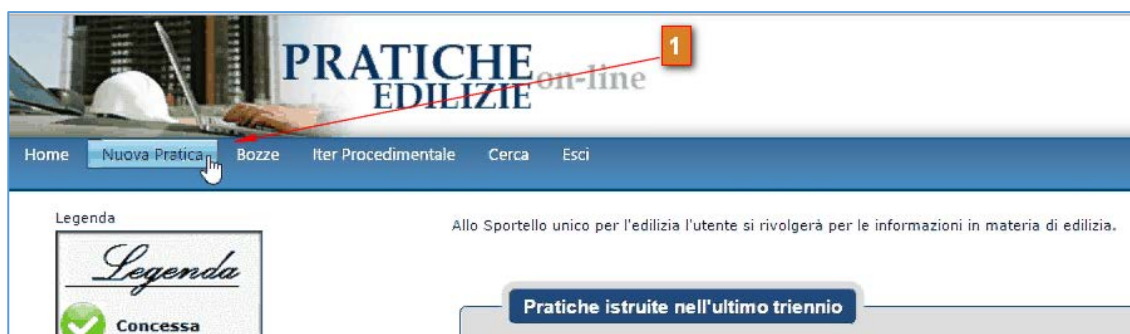 PRATICHE
EDILIZIE on-line
1
Home Nuova Pratica Bozze Iter Procedimentale Cerca Esci
Legenda
Allo Sportello unico per l'edilizia l'utente si rivolgerà per le informazioni in materia di edilizia.
Legenda
Pratiche istruite nell'ultimo triennio
Concessa